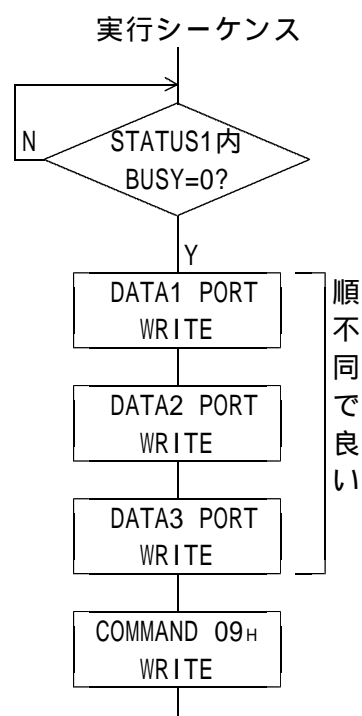 実行シーケンス
N
STATUS1内
BUSY=0?
Y
DATA1 PORT
WRITE
DATA2 PORT
WRITE
DATA3 PORT
WRITE
順不同で良い
COMMAND 09H
WRITE